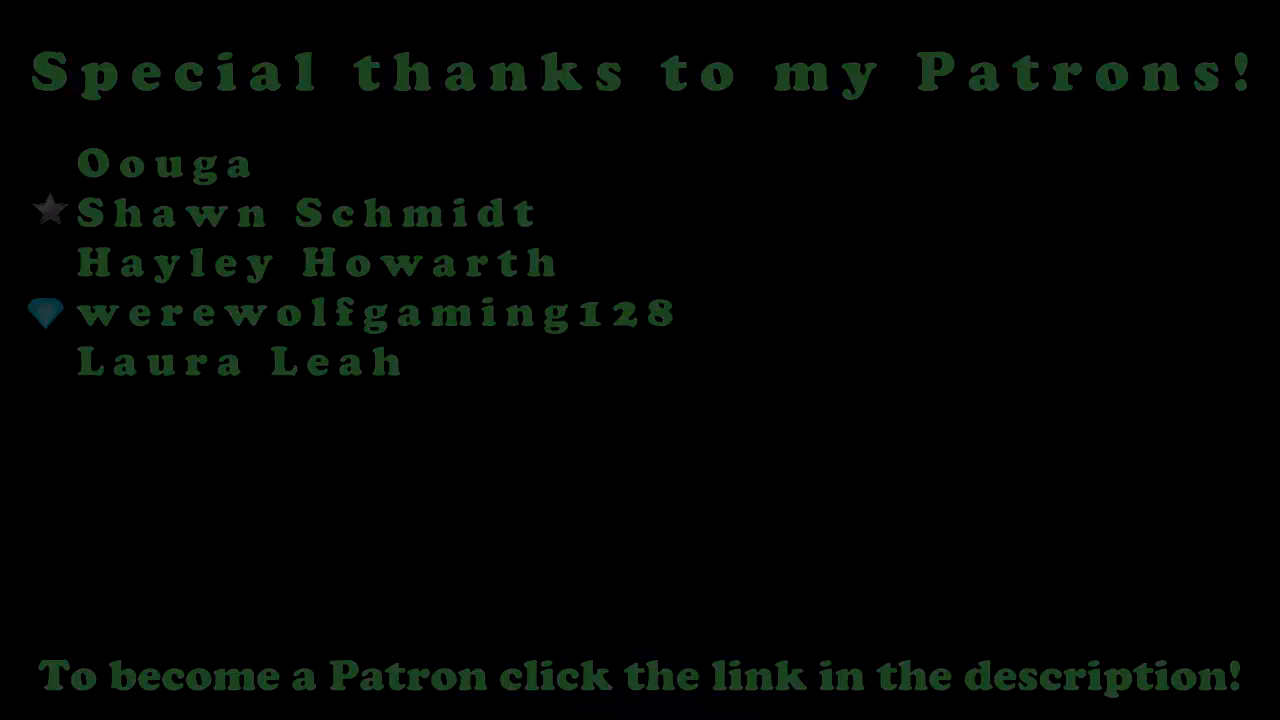 Special thanks to my Patrons!
Oouga
Shawn Schmidt
Hayley Howarth
werewolfgaming128
Laura Leah
To become a Patron click the link in the description!